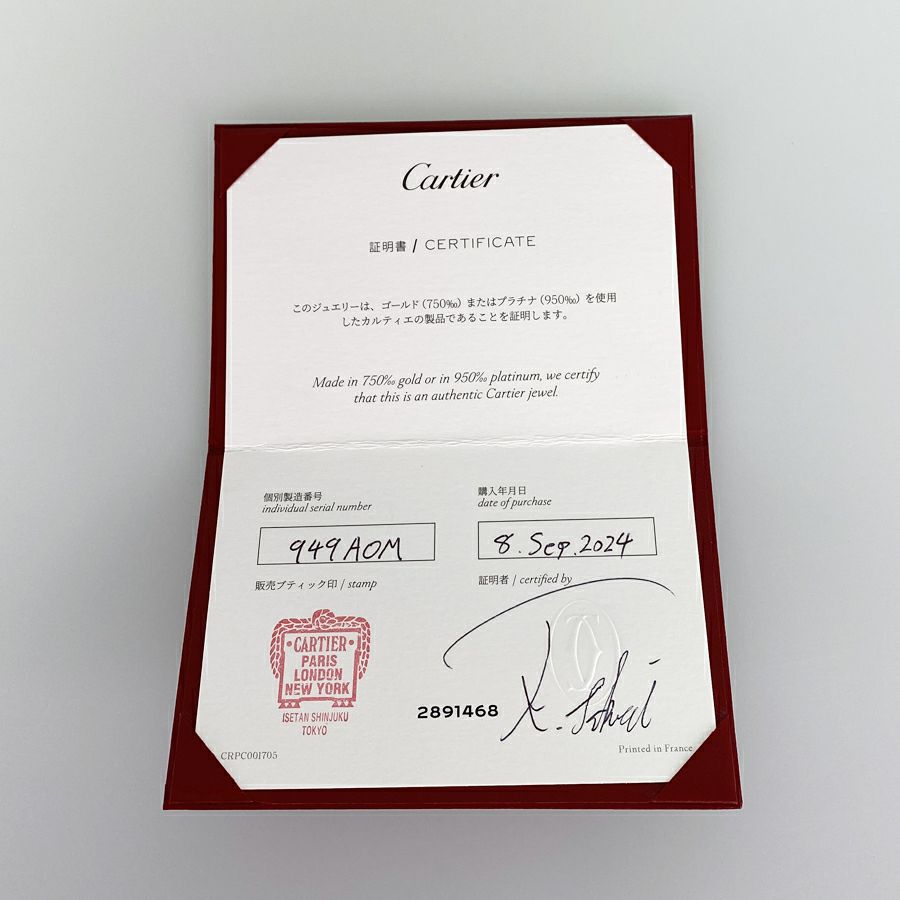 Cartier
証明書 / CERTIFICATE
このジュエリーは、ゴールド（750‰）またはプラチナ（950‰）を使用
したカルティエの製品であることを証明します。
Made in 750‰ gold or in 950‰ platinum, we certify
that this is an authentic Cartier jewel.
個別製造番号
individual serial number
949AOM
購入年月日
date of purchase
8. Sep. 2024
販売ブティック印 / stamp
証明者 / certified by
CARTIER
PARIS
LONDON
NEW YORK
ISETAN SHINJUKU
TOKYO
2891468
CRPC001705
Printed in France